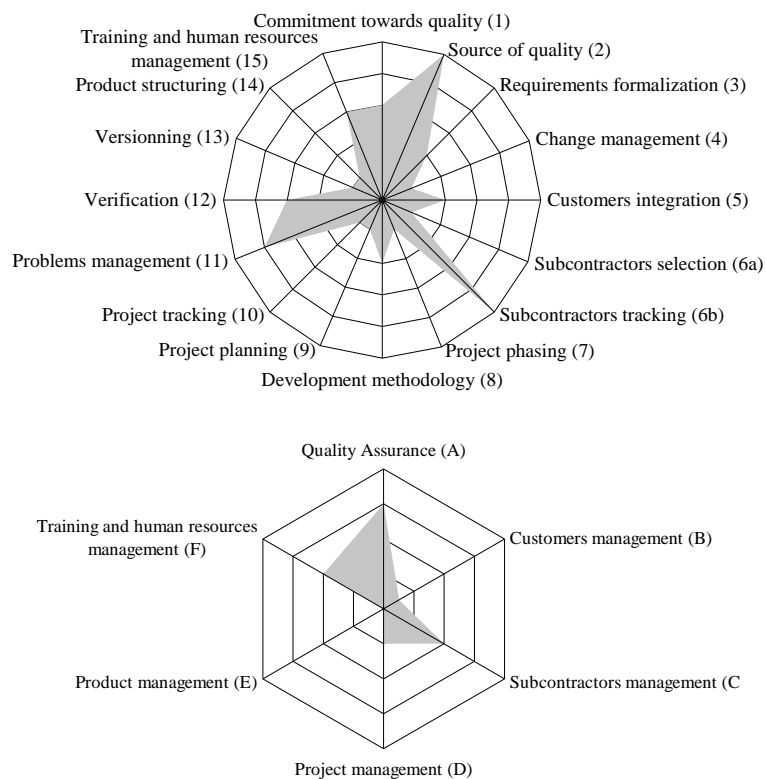 Commitment towards quality (1)
Training and human resources
management (15)
Source of quality (2)
Product structuring (14)
Requirements formalization (3)
Versionning (13)
Change management (4)
Verification (12)
Customers integration (5)
Problems management (11)
Subcontractors selection (6a)
Project tracking (10)
Subcontractors tracking (6b)
Project planning (9)
Project phasing (7)
Development methodology (8)
Quality Assurance (A)
Training and human resources
management (F)
Customers management (B)
Product management (E)
Subcontractors management (C
Project management (D)